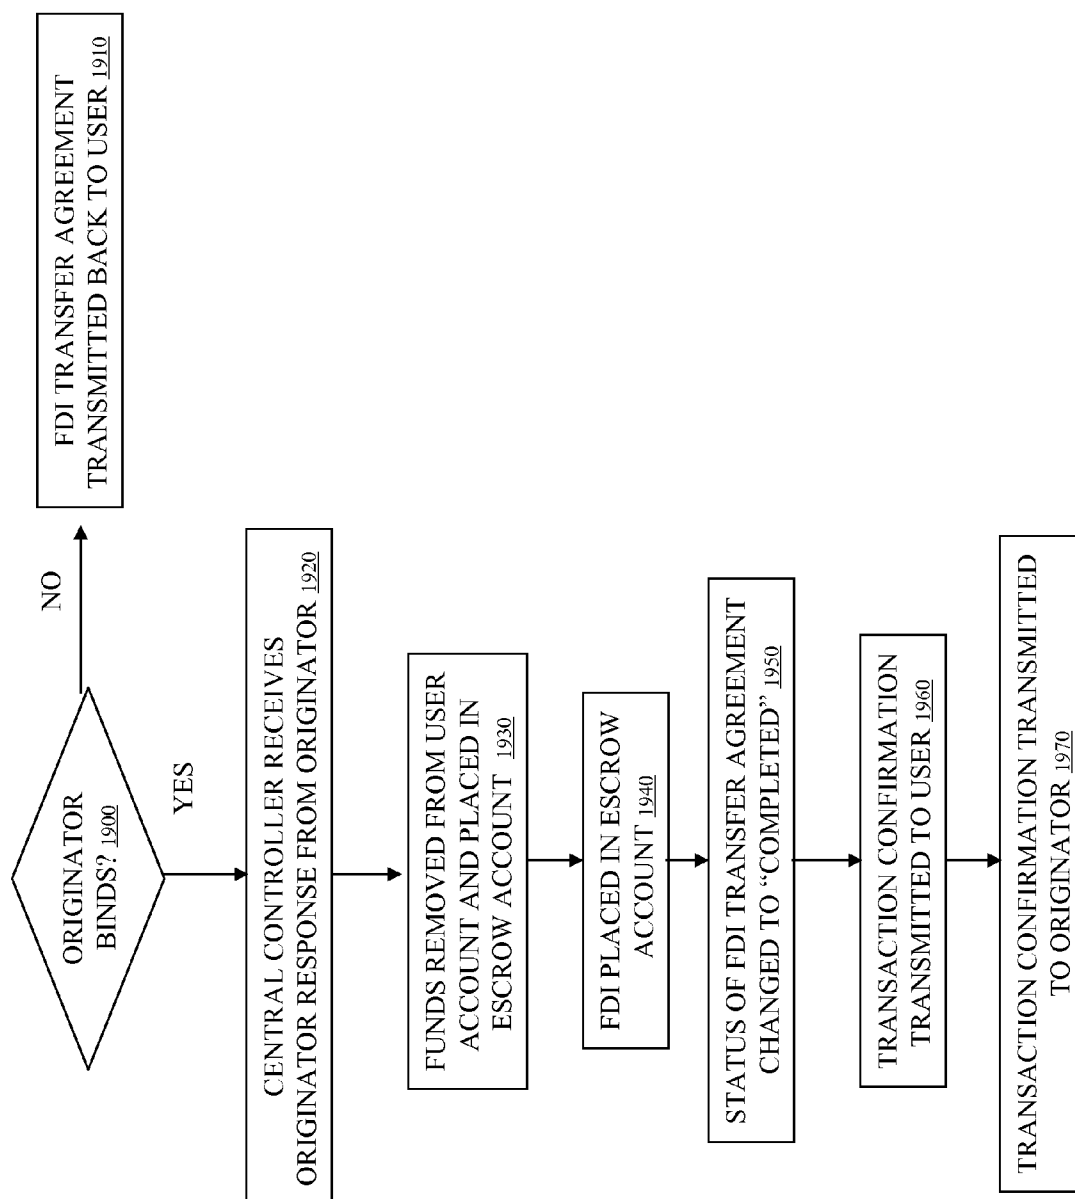 ORIGINATOR
BINDS? 1900
NO
FDI TRANSFER AGREEMENT
TRANSMITTED BACK TO USER 1910
YES
CENTRAL CONTROLLER RECEIVES
ORIGINATOR RESPONSE FROM ORIGINATOR 1920
FUNDS REMOVED FROM USER
ACCOUNT AND PLACED IN
ESCROW ACCOUNT 1930
FDI PLACED IN ESCROW
ACCOUNT 1940
STATUS OF FDI TRANSFER AGREEMENT
CHANGED TO “COMPLETED” 1950
TRANSACTION CONFIRMATION
TRANSMITTED TO USER 1960
TRANSACTION CONFIRMATION TRANSMITTED
TO ORIGINATOR 1970